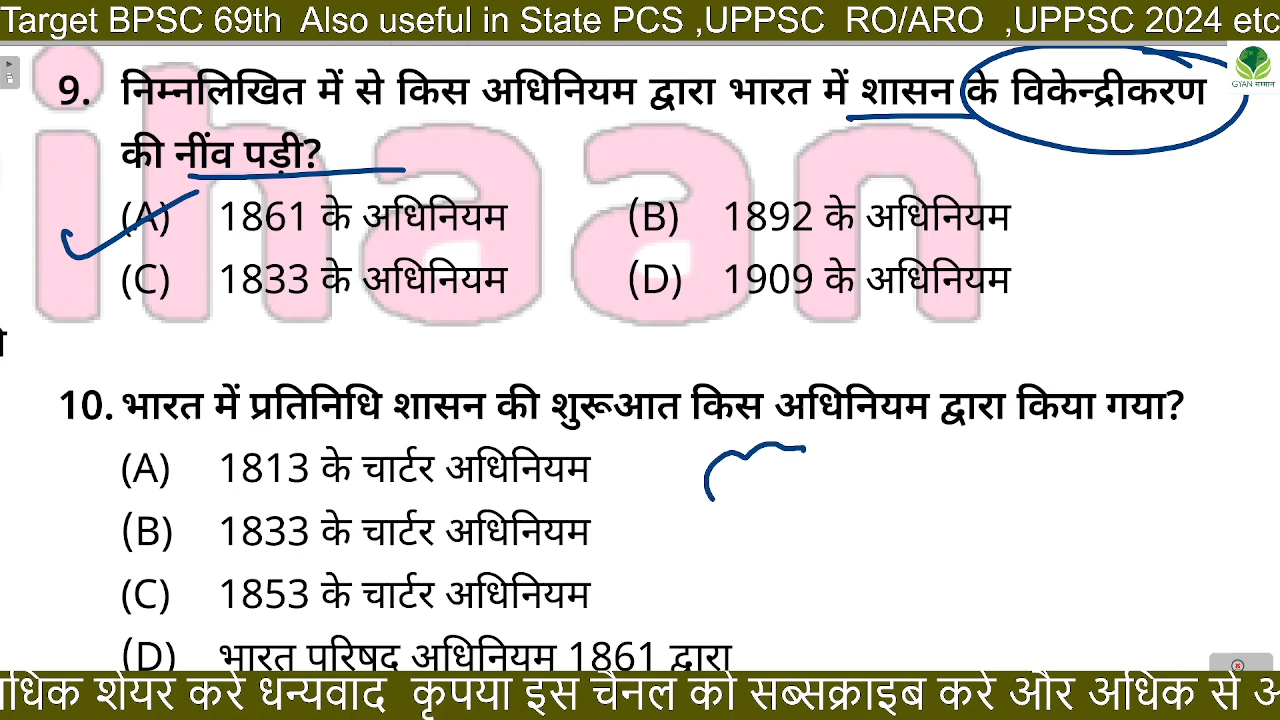 Target BPSC 69th Also useful in State PCS ,UPPSC RO/ARO ,UPPSC 2024 etc
GYAN सम्मान
9. निम्नलिखित में से किस अधिनियम द्वारा भारत में शासन के विकेन्द्रीकरण
की नींव पड़ी?
(A) 1861 के अधिनियम (B) 1892 के अधिनियम
(C) 1833 के अधिनियम (D) 1909 के अधिनियम
ihaan
10. भारत में प्रतिनिधि शासन की शुरूआत किस अधिनियम द्वारा किया गया?
(A) 1813 के चार्टर अधिनियम
(B) 1833 के चार्टर अधिनियम
(C) 1853 के चार्टर अधिनियम
(D) भारत परिषद अधिनियम 1861 द्वारा
धिक शेयर करे धन्यवाद कृपया इस चैनल को सब्सक्राइब करे और अधिक से अ